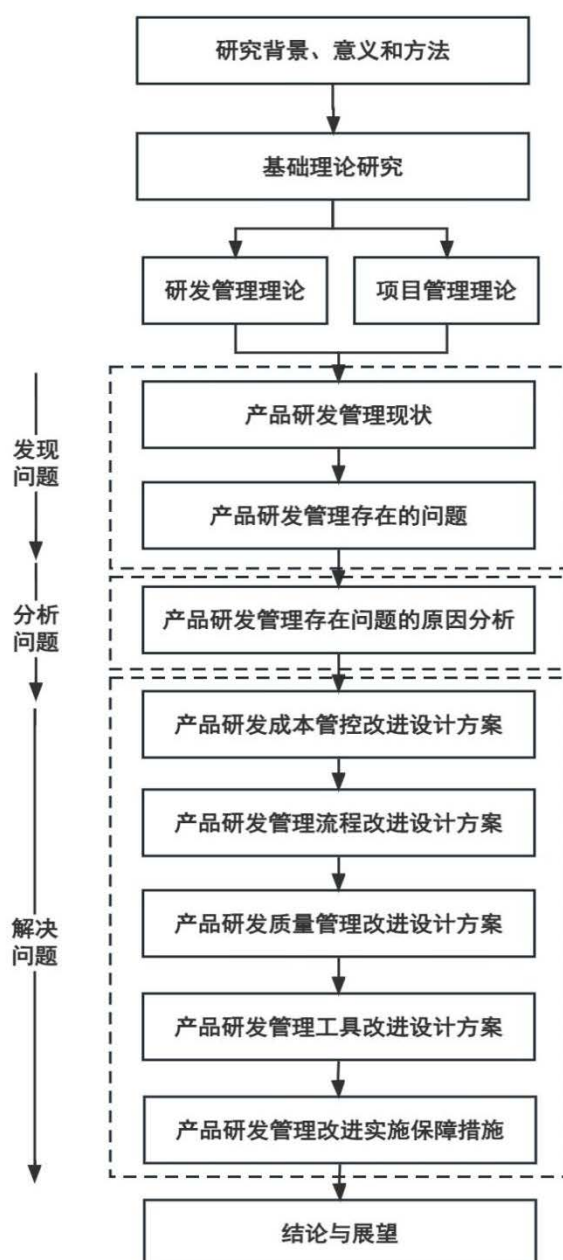 研究背景、意义和方法
基础理论研究
研发管理理论
项目管理理论
发现
问题
产品研发管理现状
产品研发管理存在的问题
分析
问题
产品研发管理存在问题的原因分析
解决
问题
产品研发成本管控改进设计方案
产品研发管理流程改进设计方案
产品研发质量管理改进设计方案
产品研发管理工具改进设计方案
产品研发管理改进实施保障措施
结论与展望